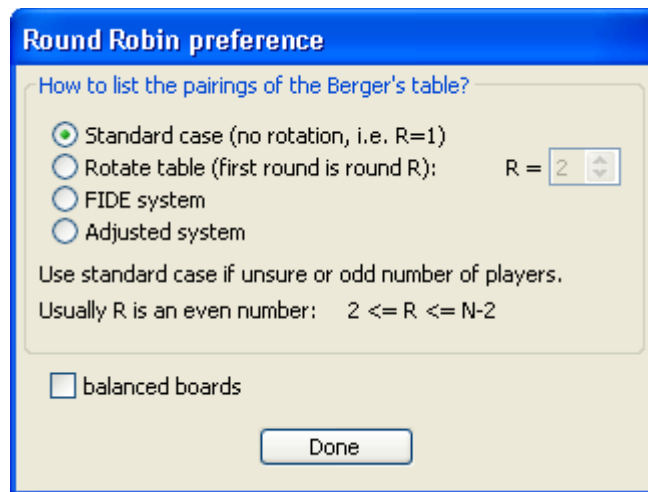 Round Robin preference
How to list the pairings of the Berger's table?
Standard case (no rotation, i.e. R=1)
Rotate table (first round is round R): R = 2
FIDE system
Adjusted system
Use standard case if unsure or odd number of players.
Usually R is an even number: 2 <= R <= N-2
balanced boards
Done